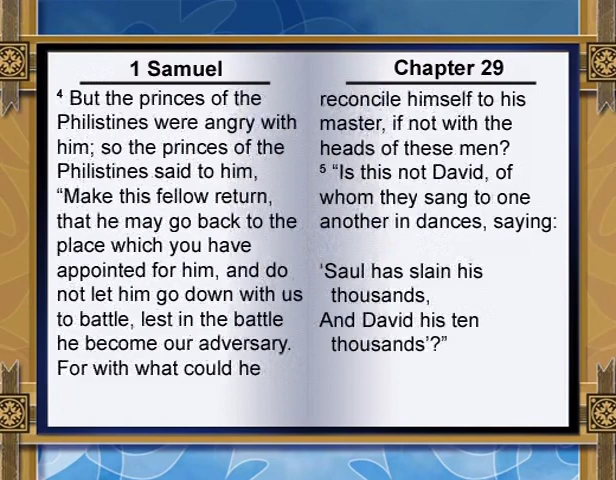 1 Samuel
⁴ But the princes of the
Philistines were angry with
him; so the princes of the
Philistines said to him,
“Make this fellow return,
that he may go back to the
place which you have
appointed for him, and do
not let him go down with us
to battle, lest in the battle
he become our adversary.
For with what could he
Chapter 29
reconcile himself to his
master, if not with the
heads of these men?
⁵ “Is this not David, of
whom they sang to one
another in dances, saying:
‘Saul has slain his
thousands,
And David his ten
thousands’?”